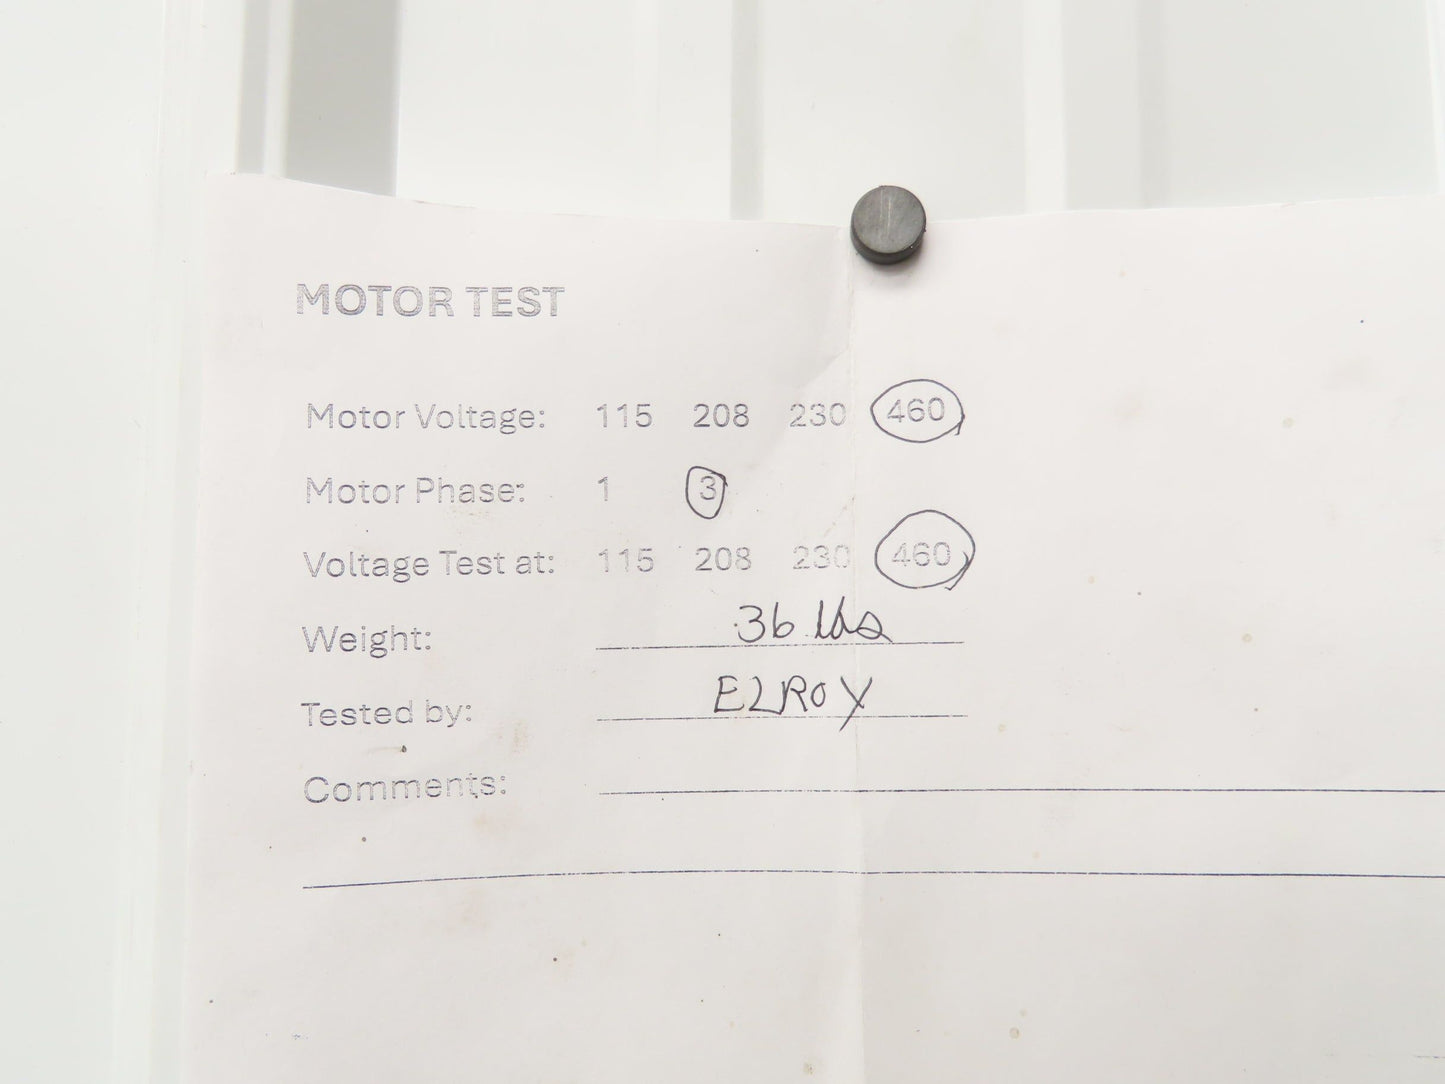 MOTOR TEST
Motor Voltage: 115 208 230 460
Motor Phase: 1 3
Voltage Test at: 115 208 230 460
Weight: 36 lbs
Tested by: ELROY
Comments: